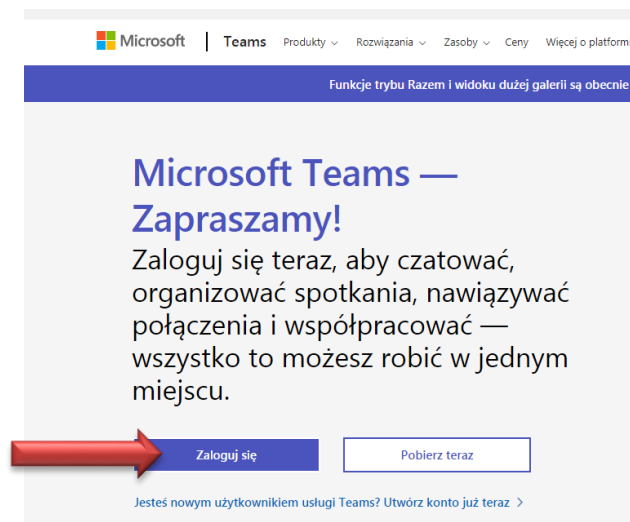 Microsoft Teams Produkty Rozwiązania Zasoby Ceny Więcej o platform
Funkcje trybu Razem i widoku dużej galerii są obecnie
Microsoft Teams —
Zapraszamy!
Zaloguj się teraz, aby czatować,
organizować spotkania, nawiązywać
połączenia i współpracować —
wszystko to możesz robić w jednym
miejscu.
Zaloguj się Pobierz teraz
Jesteś nowym użytkownikiem usługi Teams? Utwórz konto już teraz >